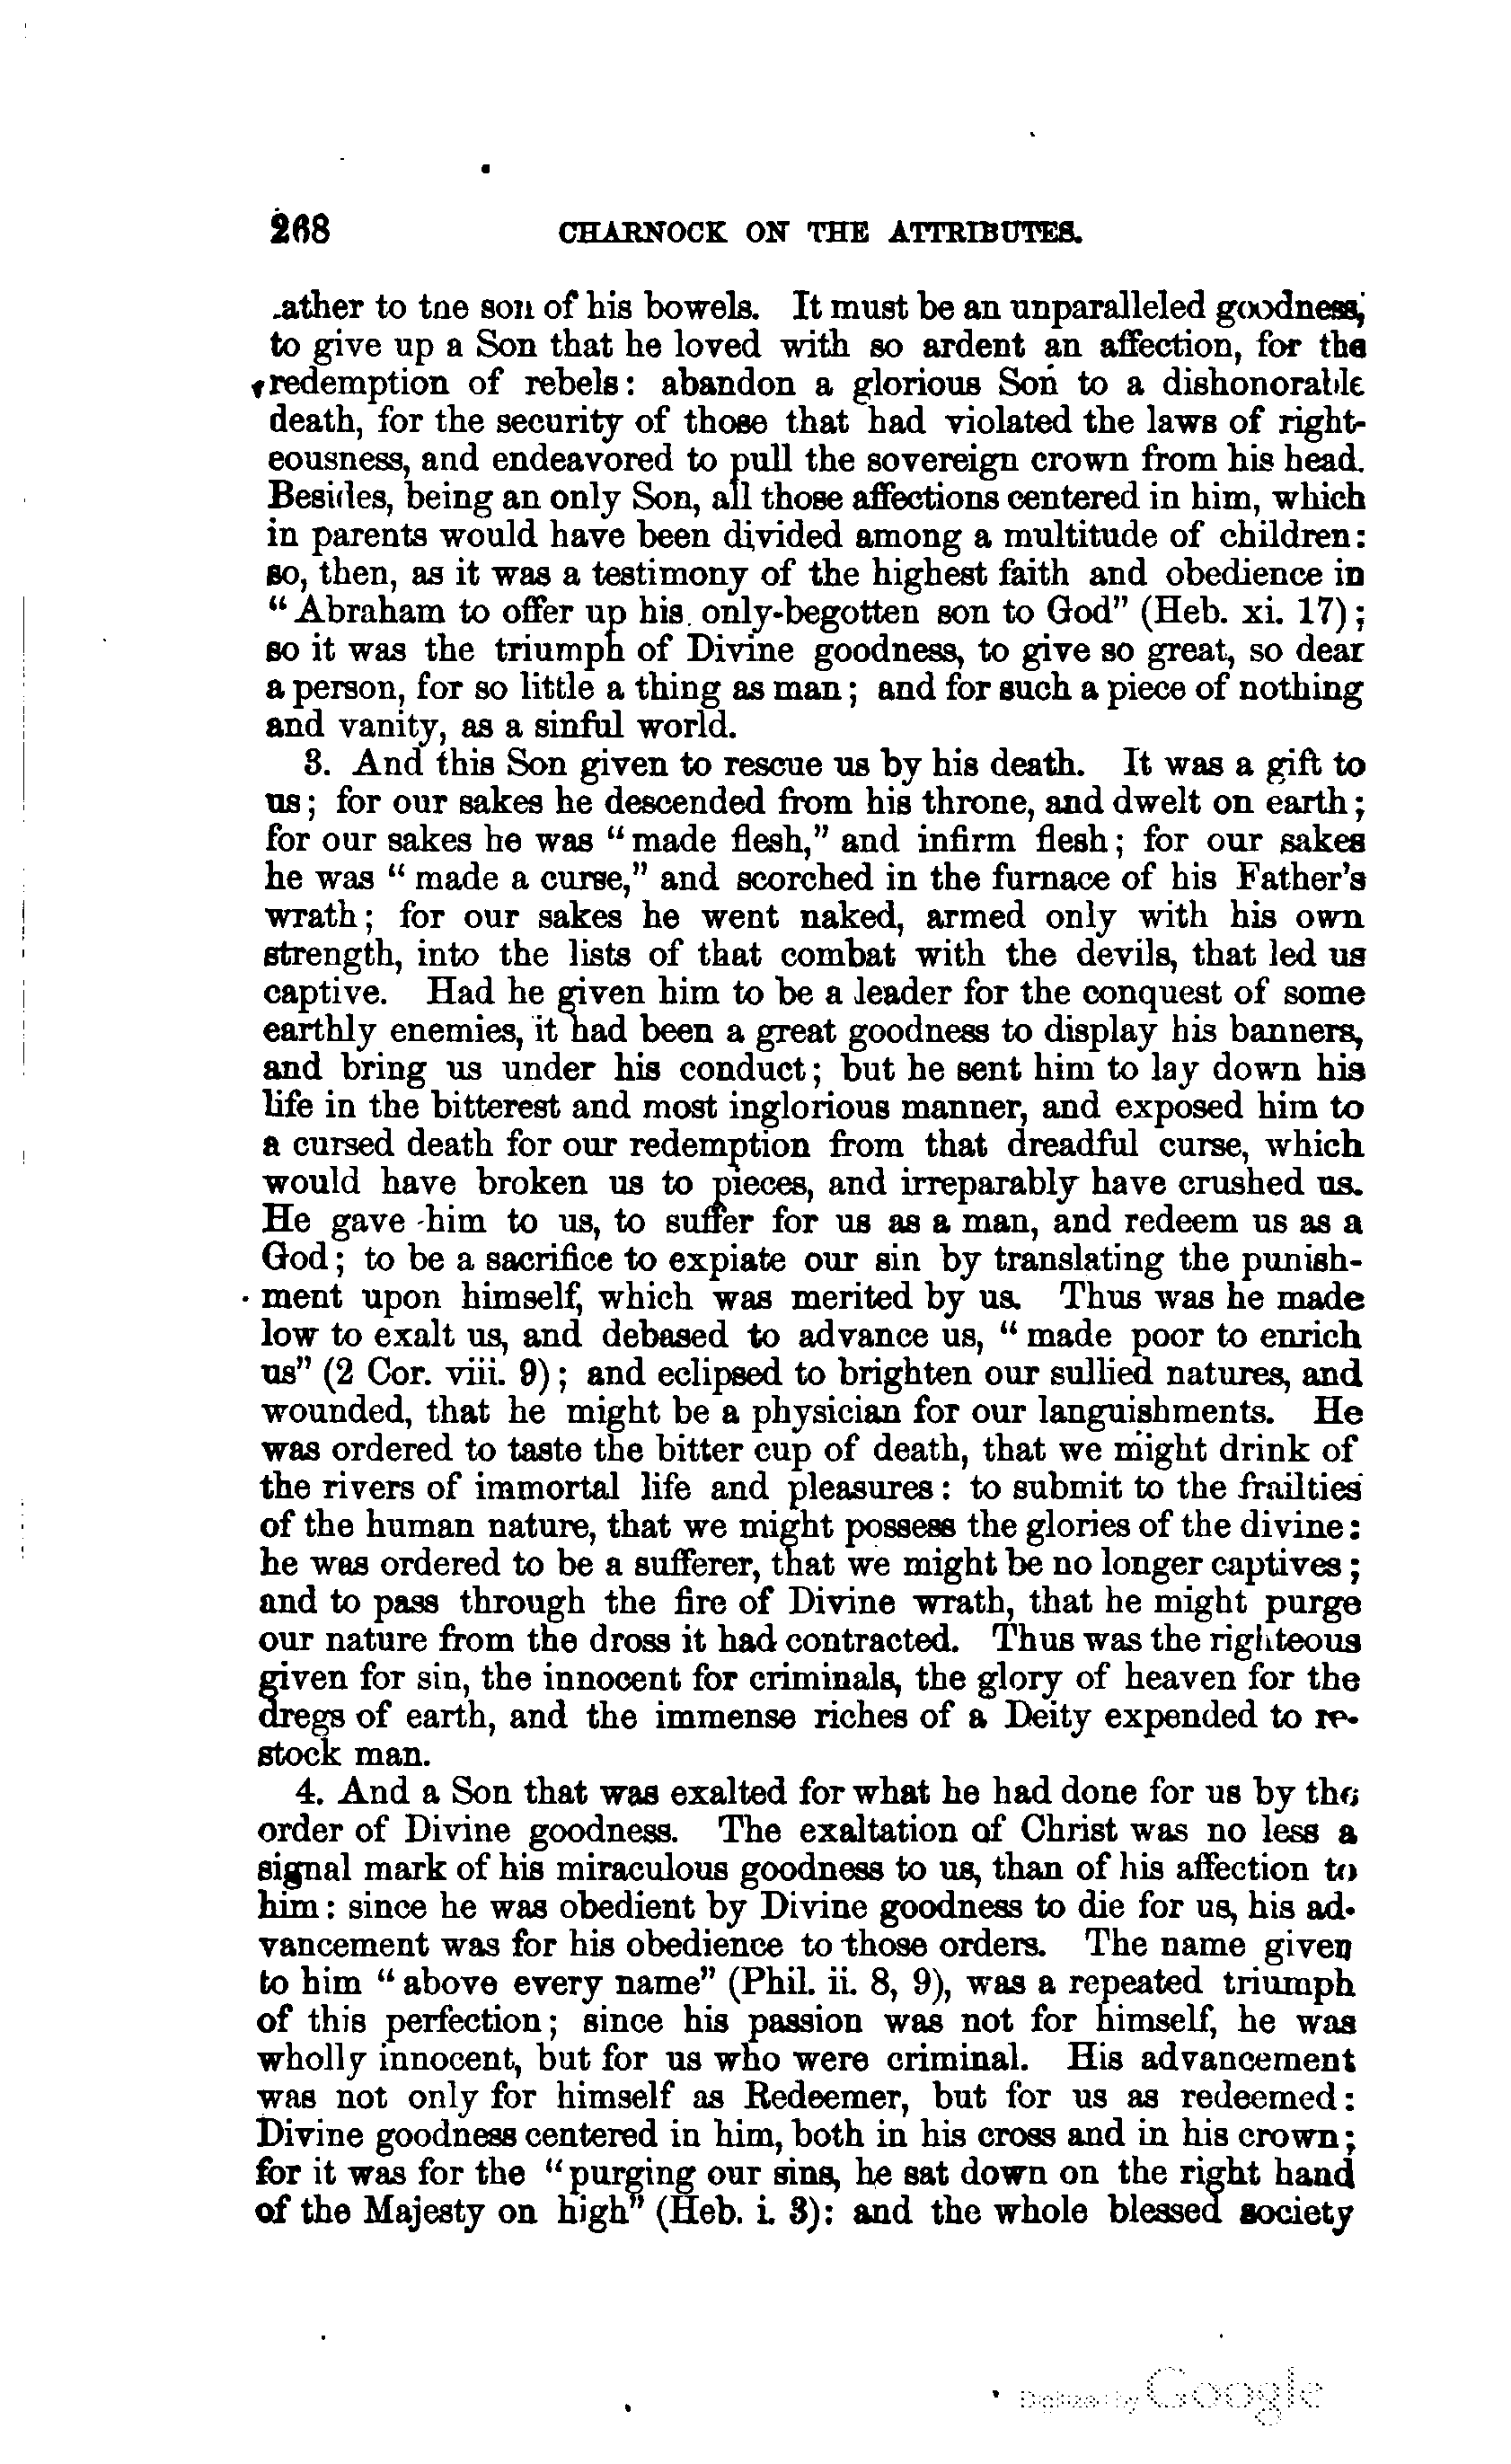 268 CHARNOCK ON THE ATTRIBUTES.
ather to the son of his bowels. It must be an unparalleled goodness,
to give up a Son that he loved with so ardent an affection, for the
redemption of rebels: abandon a glorious Son to a dishonorable
death, for the security of those that had violated the laws of right-
eousness, and endeavored to pull the sovereign crown from his head.
Besides, being an only Son, all those affections centered in him, which
in parents would have been divided among a multitude of children:
so, then, as it was a testimony of the highest faith and obedience in
"Abraham to offer up his only-begotten son to God" (Heb. xi. 17);
so it was the triumph of Divine goodness, to give so great, so dear
a person, for so little a thing as man; and for such a piece of nothing
and vanity, as a sinful world.
3. And this Son given to rescue us by his death. It was a gift to
us; for our sakes he descended from his throne, and dwelt on earth;
for our sakes he was "made flesh," and infirm flesh; for our sakes
he was "made a curse," and scorched in the furnace of his Father's
wrath; for our sakes he went naked, armed only with his own
strength, into the lists of that combat with the devils, that led us
captive. Had he given him to be a leader for the conquest of some
earthly enemies, it had been a great goodness to display his banners,
and bring us under his conduct; but he sent him to lay down his
life in the bitterest and most inglorious manner, and exposed him to
a cursed death for our redemption from that dreadful curse, which
would have broken us to pieces, and irreparably have crushed us.
He gave him to us, to suffer for us as a man, and redeem us as a
God; to be a sacrifice to expiate our sin by translating the punish-
ment upon himself, which was merited by us. Thus was he made
low to exalt us, and debased to advance us, "made poor to enrich
us" (2 Cor. viii. 9); and eclipsed to brighten our sullied natures, and
wounded, that he might be a physician for our languishments. He
was ordered to taste the bitter cup of death, that we might drink of
the rivers of immortal life and pleasures: to submit to the frailties
of the human nature, that we might possess the glories of the divine:
he was ordered to be a sufferer, that we might be no longer captives;
and to pass through the fire of Divine wrath, that he might purge
our nature from the dross it had contracted. Thus was the righteous
given for sin, the innocent for criminals, the glory of heaven for the
dregs of earth, and the immense riches of a Deity expended to re-
stock man.
4. And a Son that was exalted for what he had done for us by the
order of Divine goodness. The exaltation of Christ was no less a
signal mark of his miraculous goodness to us, than of his affection to
him: since he was obedient by Divine goodness to die for us, his ad-
vancement was for his obedience to those orders. The name given
to him "above every name" (Phil. ii. 8, 9), was a repeated triumph
of this perfection; since his passion was not for himself, he was
wholly innocent, but for us who were criminal. His advancement
was not only for himself as Redeemer, but for us as redeemed:
Divine goodness centered in him, both in his cross and in his crown;
for it was for the "purging our sins, he sat down on the right hand
of the Majesty on high" (Heb. i. 3): and the whole blessed society
Digitized by Google